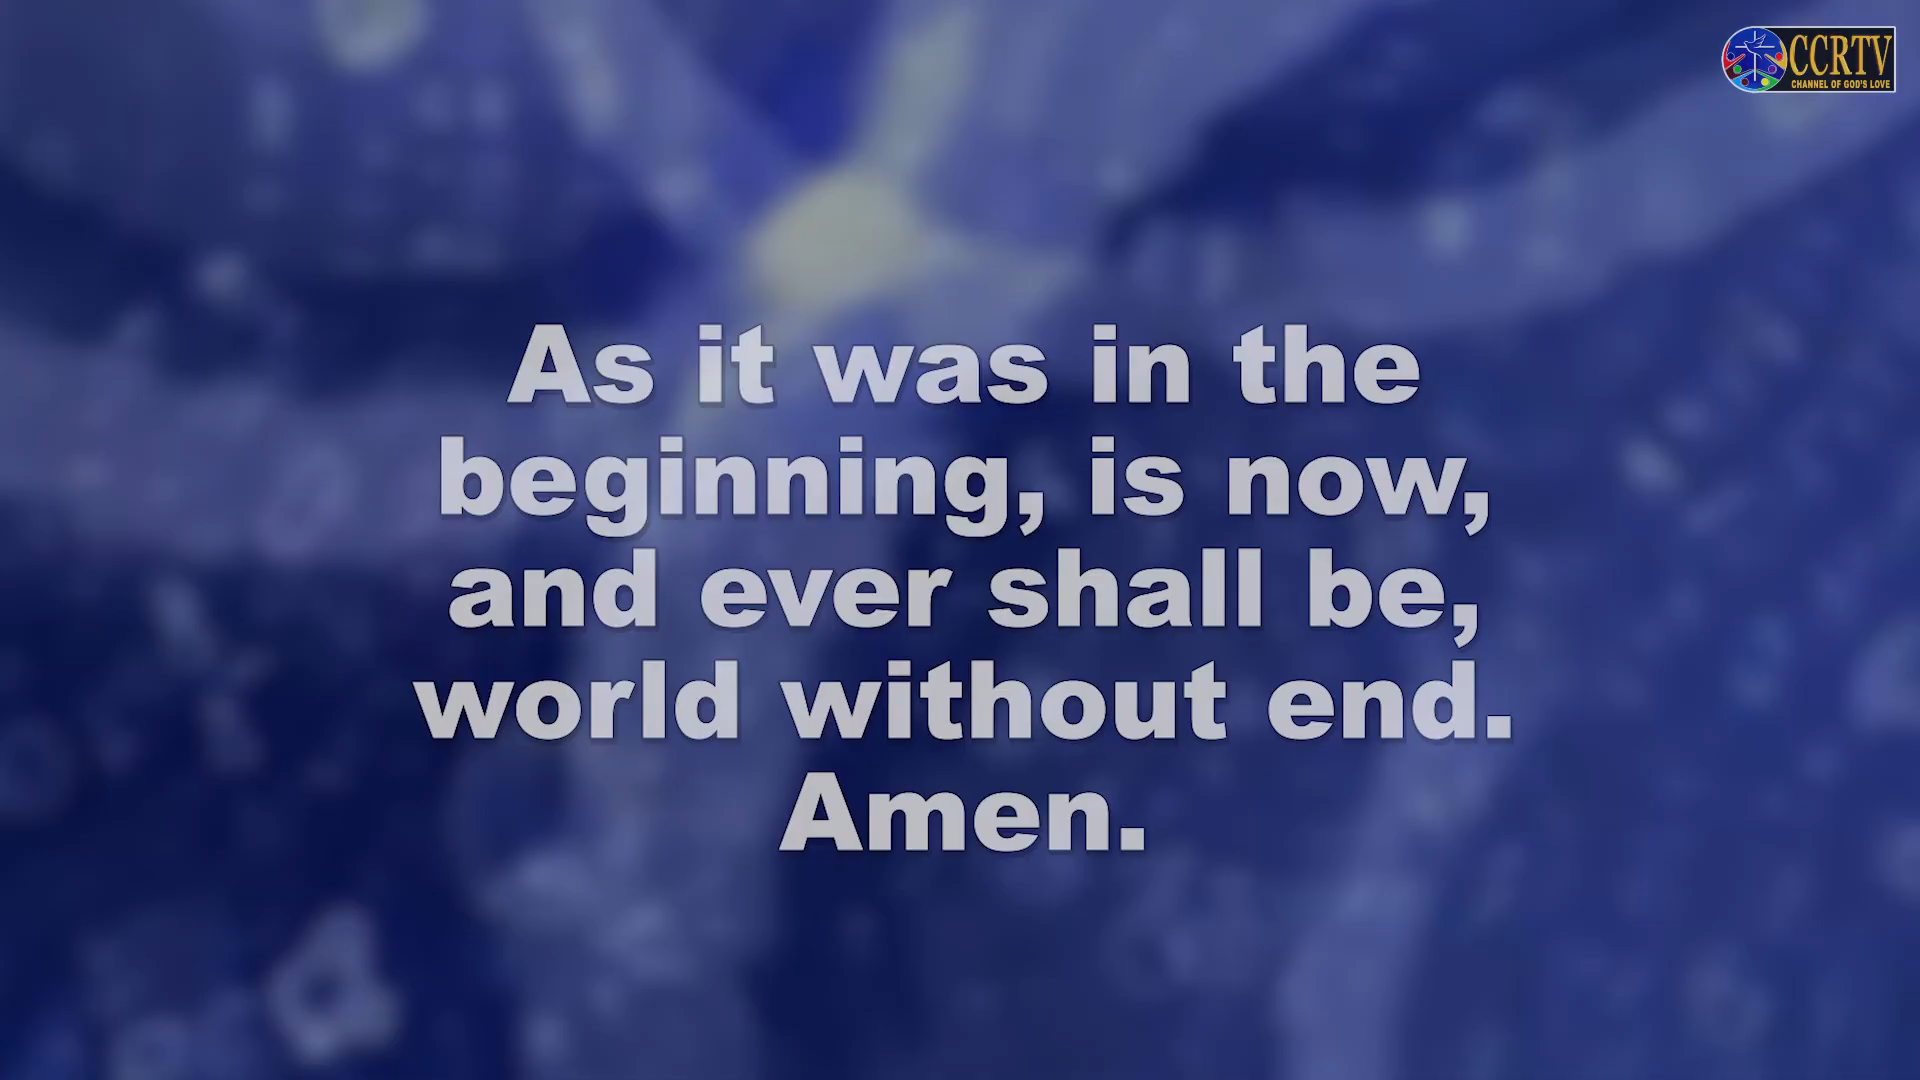 CCRTV
CHANNEL OF GOD'S LOVE
As it was in the
beginning, is now,
and ever shall be,
world without end.
Amen.